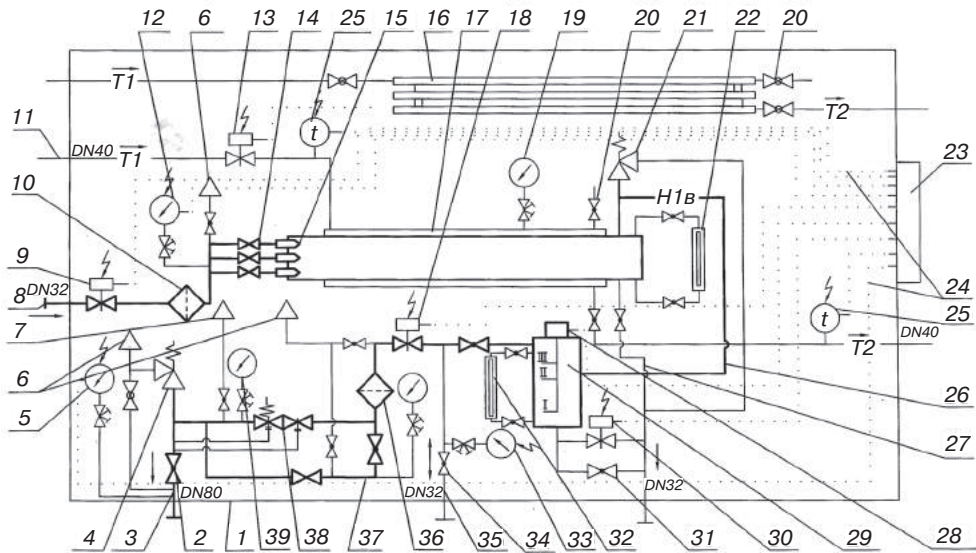 12 6 13 14 25 15 17 18 19 20 21 22 20
T1 16
T2
11 DN40 T1 t
23
10
H1в
9
8 DN32
24
7
25
t
DN40
T2
6
III
II
I
26
5
27
DN80 DN32 DN32
4 3 2 1 39 38 37 36 35 34 33 32 31 30 29 28